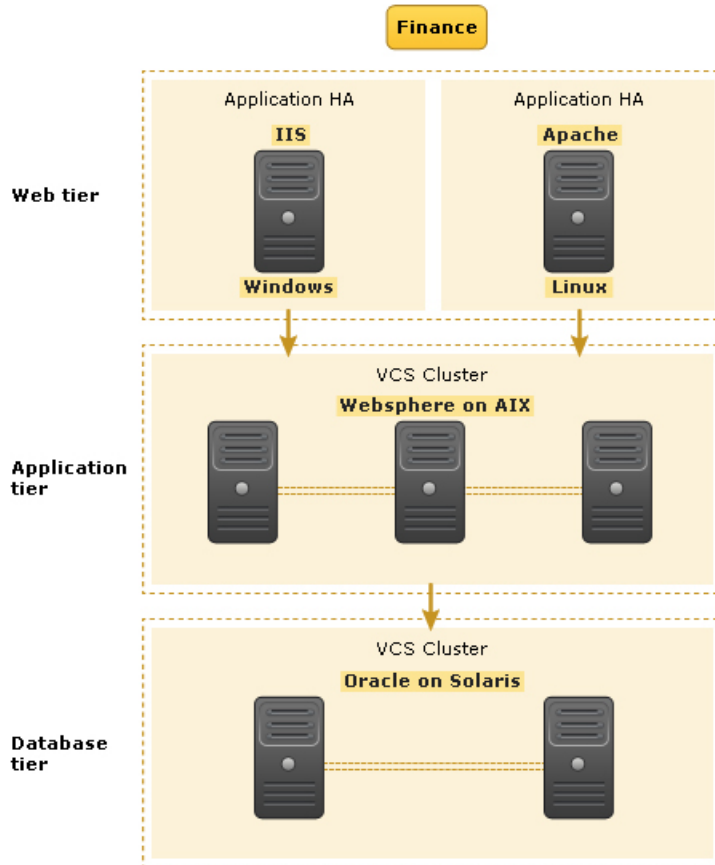 Finance
Application HA
Application HA
IIS
Apache
Web tier
Windows
Linux
VCS Cluster
Websphere on AIX
Application
tier
VCS Cluster
Oracle on Solaris
Database
tier